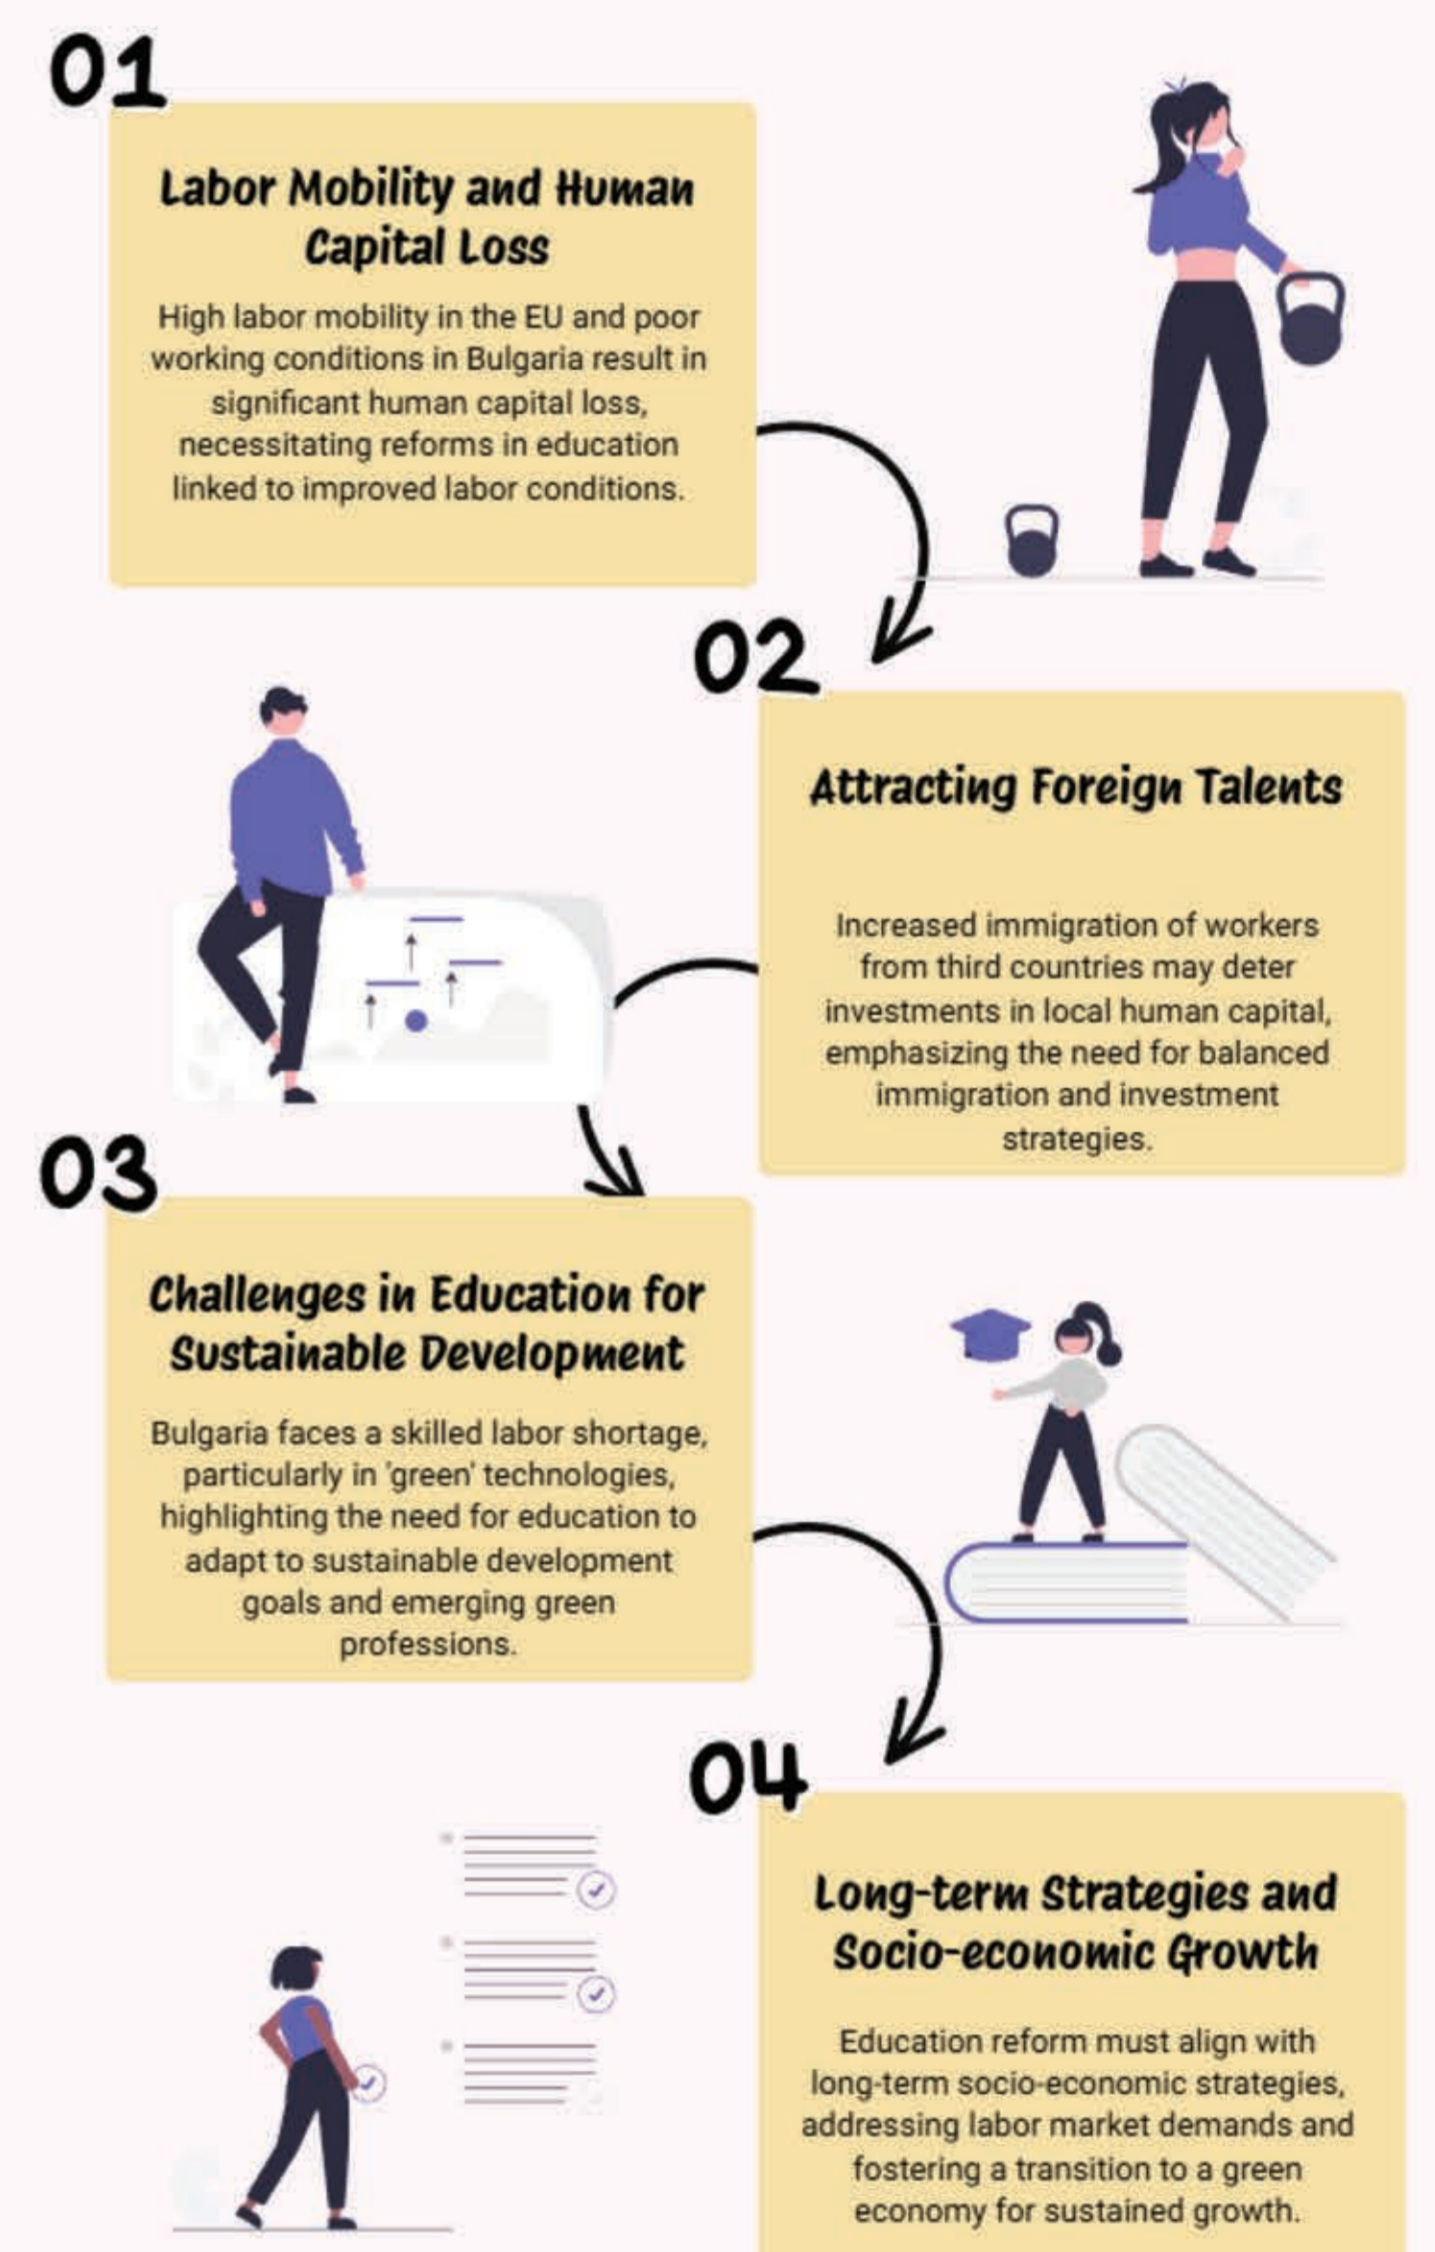 01
Labor Mobility and Human
Capital Loss
High labor mobility in the EU and poor
working conditions in Bulgaria result in
significant human capital loss,
necessitating reforms in education
linked to improved labor conditions.
02
Attracting Foreign Talents
Increased immigration of workers
from third countries may deter
investments in local human capital,
emphasizing the need for balanced
immigration and investment
strategies.
03
Challenges in Education for
Sustainable Development
Bulgaria faces a skilled labor shortage,
particularly in 'green' technologies,
highlighting the need for education to
adapt to sustainable development
goals and emerging green
professions.
04
Long-term Strategies and
Socio-economic Growth
Education reform must align with
long-term socio-economic strategies,
addressing labor market demands and
fostering a transition to a green
economy for sustained growth.